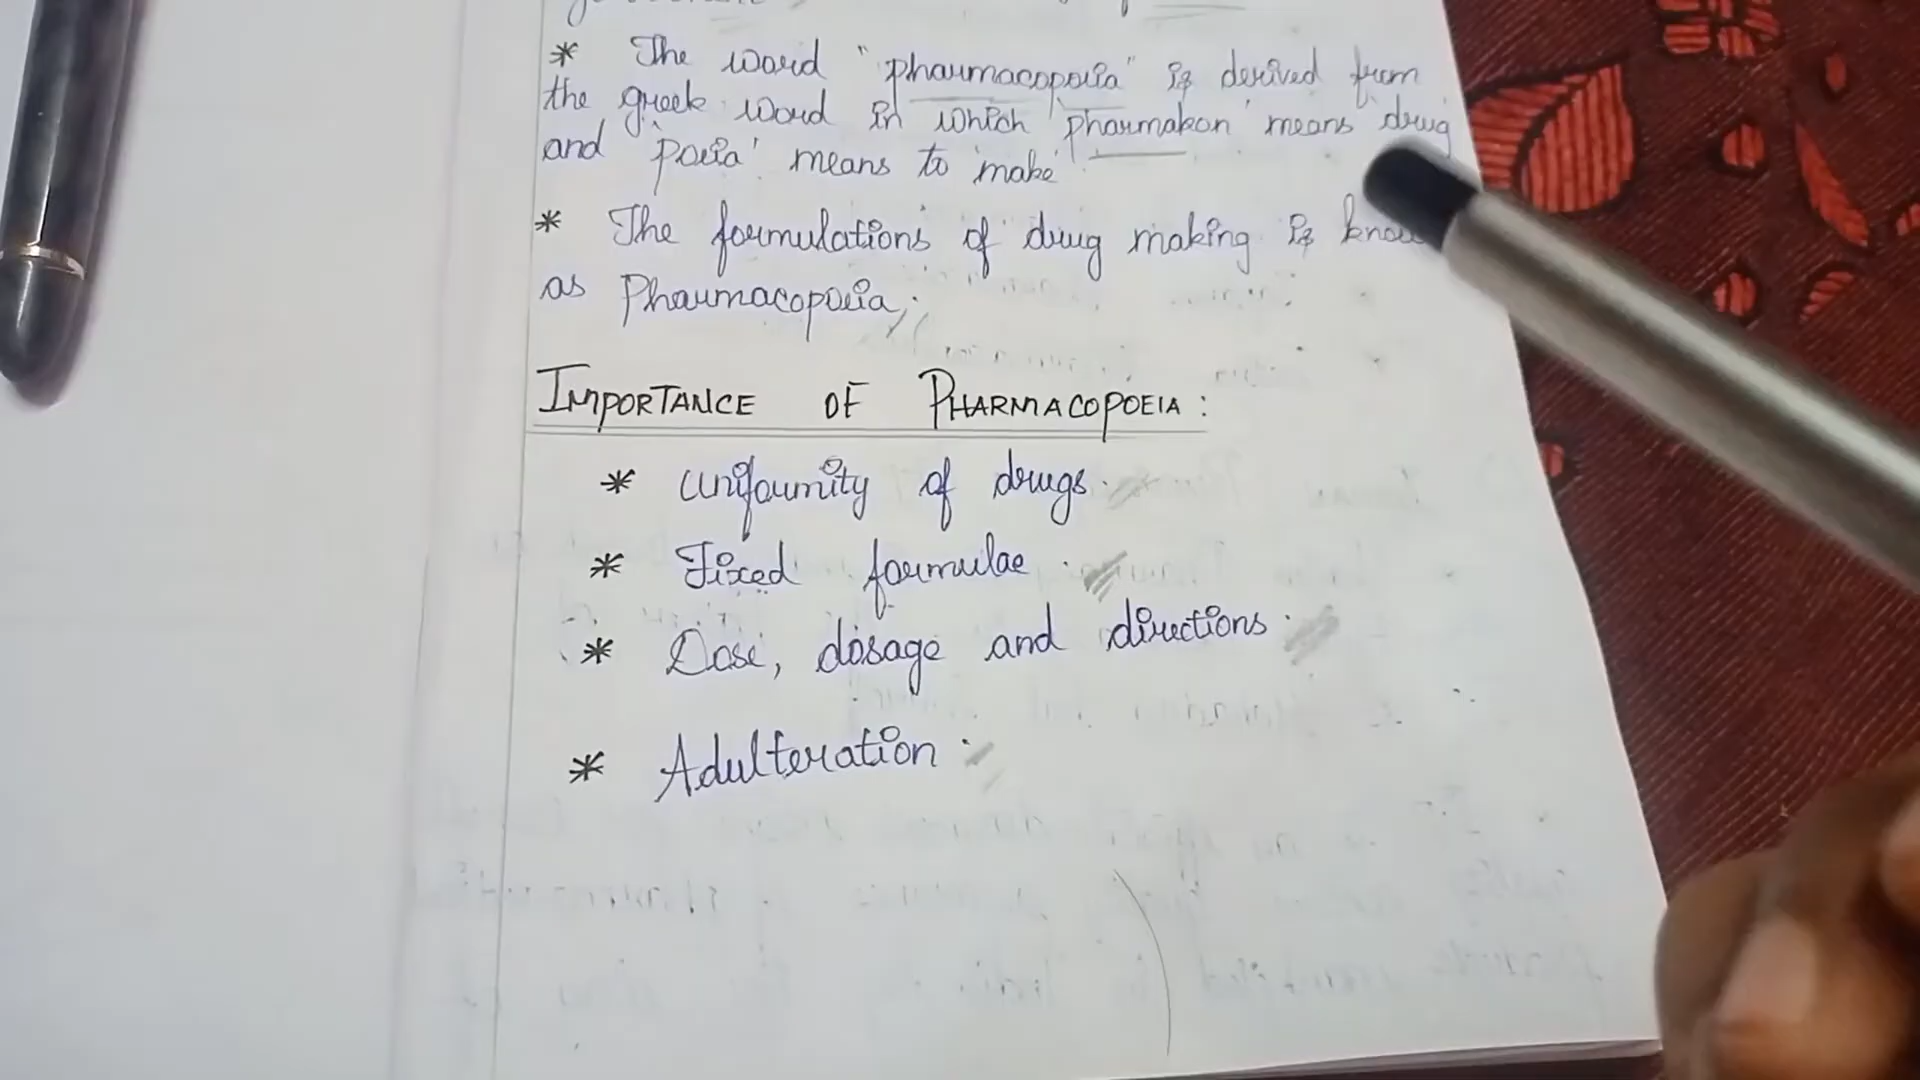 * The word "pharmacopoeia" is derived from
the greek word in which 'pharmakon' means 'drug
and 'poeia' means to 'make'
* The formulations of drug making is
as Pharmacopoeia.
IMPORTANCE OF PHARMACOPOEIA :
* Uniformity of drugs.
* Fixed formulae.
* Dose, dosage and directions.
* Adulteration.